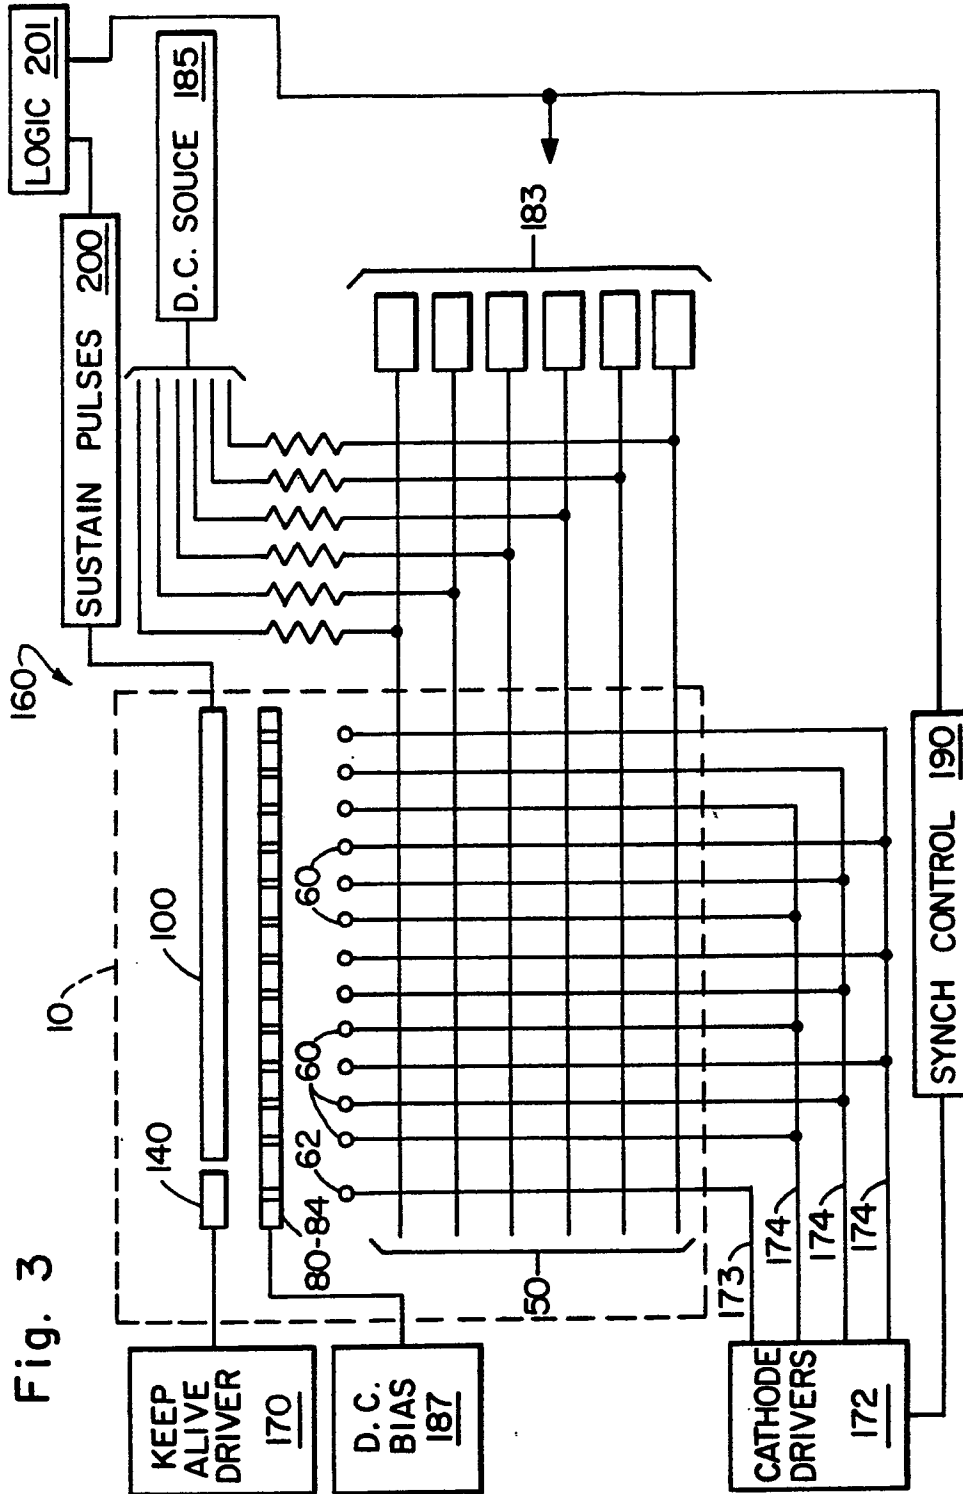 Fig. 3
KEEP
ALIVE
DRIVER
170
D.C.
BIAS
187
CATHODE
DRIVERS
172
10
140
100
80-84
62
60
60
50
173
174
174
174
160
SUSTAIN PULSES 200
LOGIC 201
D.C. SOUCE 185
183
SYNCH CONTROL 190